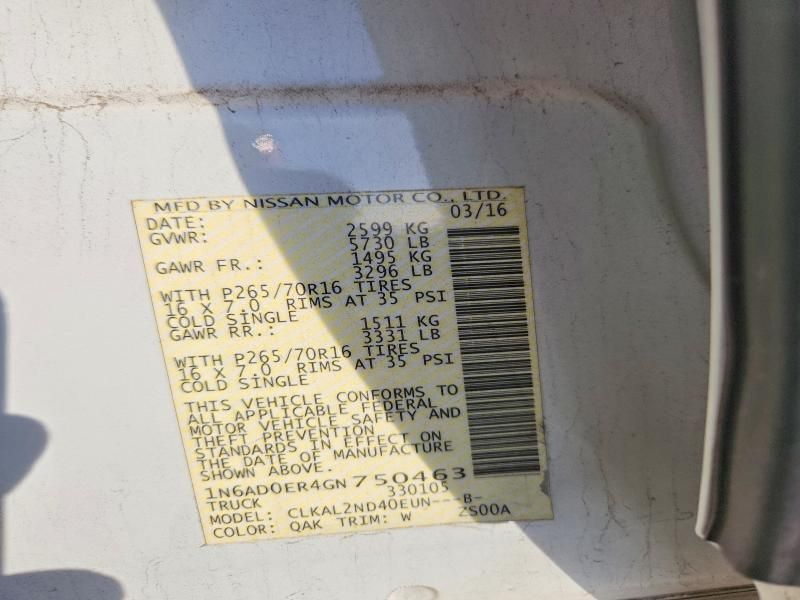 MFD BY NISSAN MOTOR CO., LTD.
DATE: 03/16
GVWR: 2599 KG
5730 LB
GAWR FR.: 1495 KG
3296 LB
WITH P265/70R16 TIRES
16 X 7.0 RIMS AT 35 PSI
COLD SINGLE
GAWR RR.: 1511 KG
3331 LB
WITH P265/70R16 TIRES
16 X 7.0 RIMS AT 35 PSI
COLD SINGLE
THIS VEHICLE CONFORMS TO
ALL APPLICABLE FEDERAL
MOTOR VEHICLE SAFETY AND
THEFT PREVENTION
STANDARDS IN EFFECT ON
THE DATE OF MANUFACTURE
SHOWN ABOVE.
1N6AD0ER4GN750463
TRUCK 330105
MODEL: CLKAL2ND40EUN---B-
COLOR: QAK TRIM: W ZS00A